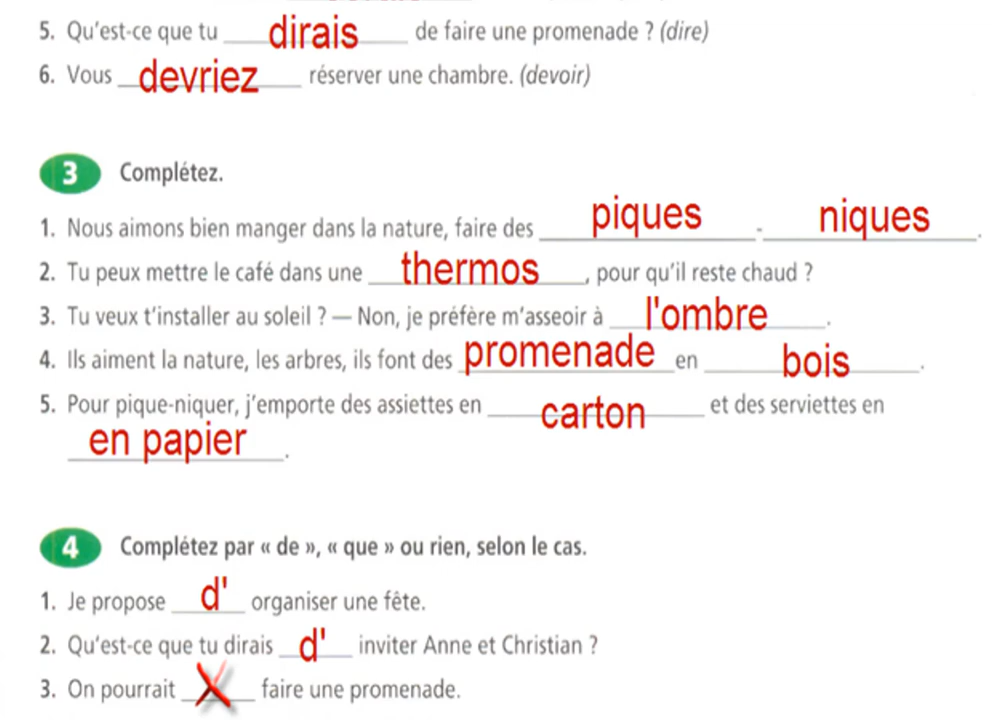 5. Qu'est-ce que tu dirais de faire une promenade ? (dire)
6. Vous devriez réserver une chambre. (devoir)
3 Complétez.
1. Nous aimons bien manger dans la nature, faire des piques - niques.
2. Tu peux mettre le café dans une thermos, pour qu'il reste chaud ?
3. Tu veux t'installer au soleil ? — Non, je préfère m'asseoir à l'ombre.
4. Ils aiment la nature, les arbres, ils font des promenade en bois.
5. Pour pique-niquer, j'emporte des assiettes en carton et des serviettes en
en papier.
4 Complétez par « de », « que » ou rien, selon le cas.
1. Je propose d' organiser une fête.
2. Qu'est-ce que tu dirais d' inviter Anne et Christian ?
3. On pourrait X faire une promenade.